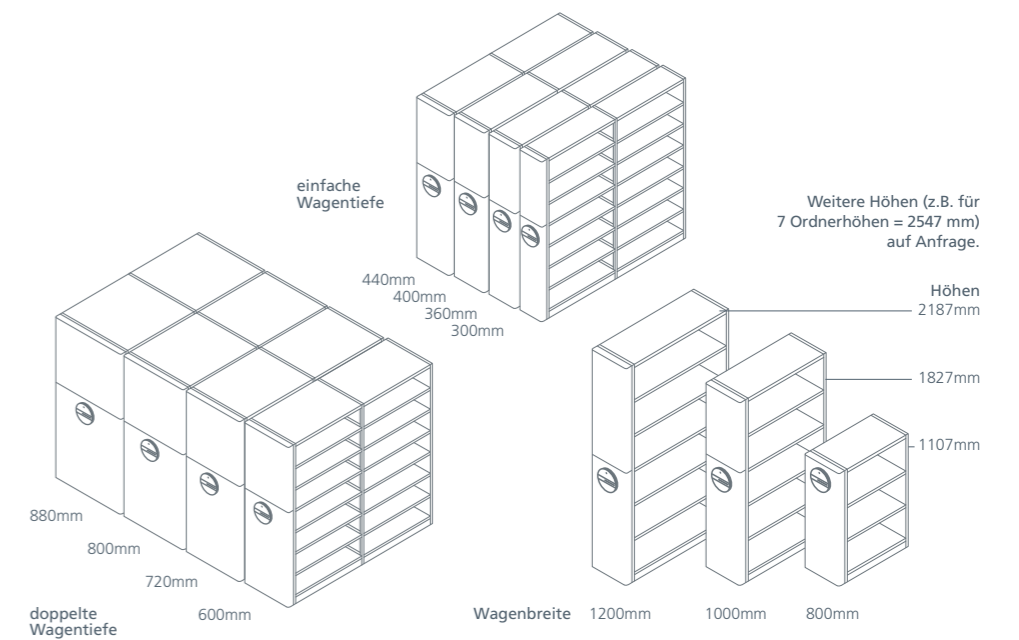 einfache
Wagentiefe
440mm
400mm
360mm
300mm
Weitere Höhen (z.B. für
7 Ordnerhöhen = 2547 mm)
auf Anfrage.
Höhen
2187mm
1827mm
1107mm
880mm
800mm
720mm
600mm
doppelte
Wagentiefe
Wagenbreite 1200mm 1000mm 800mm